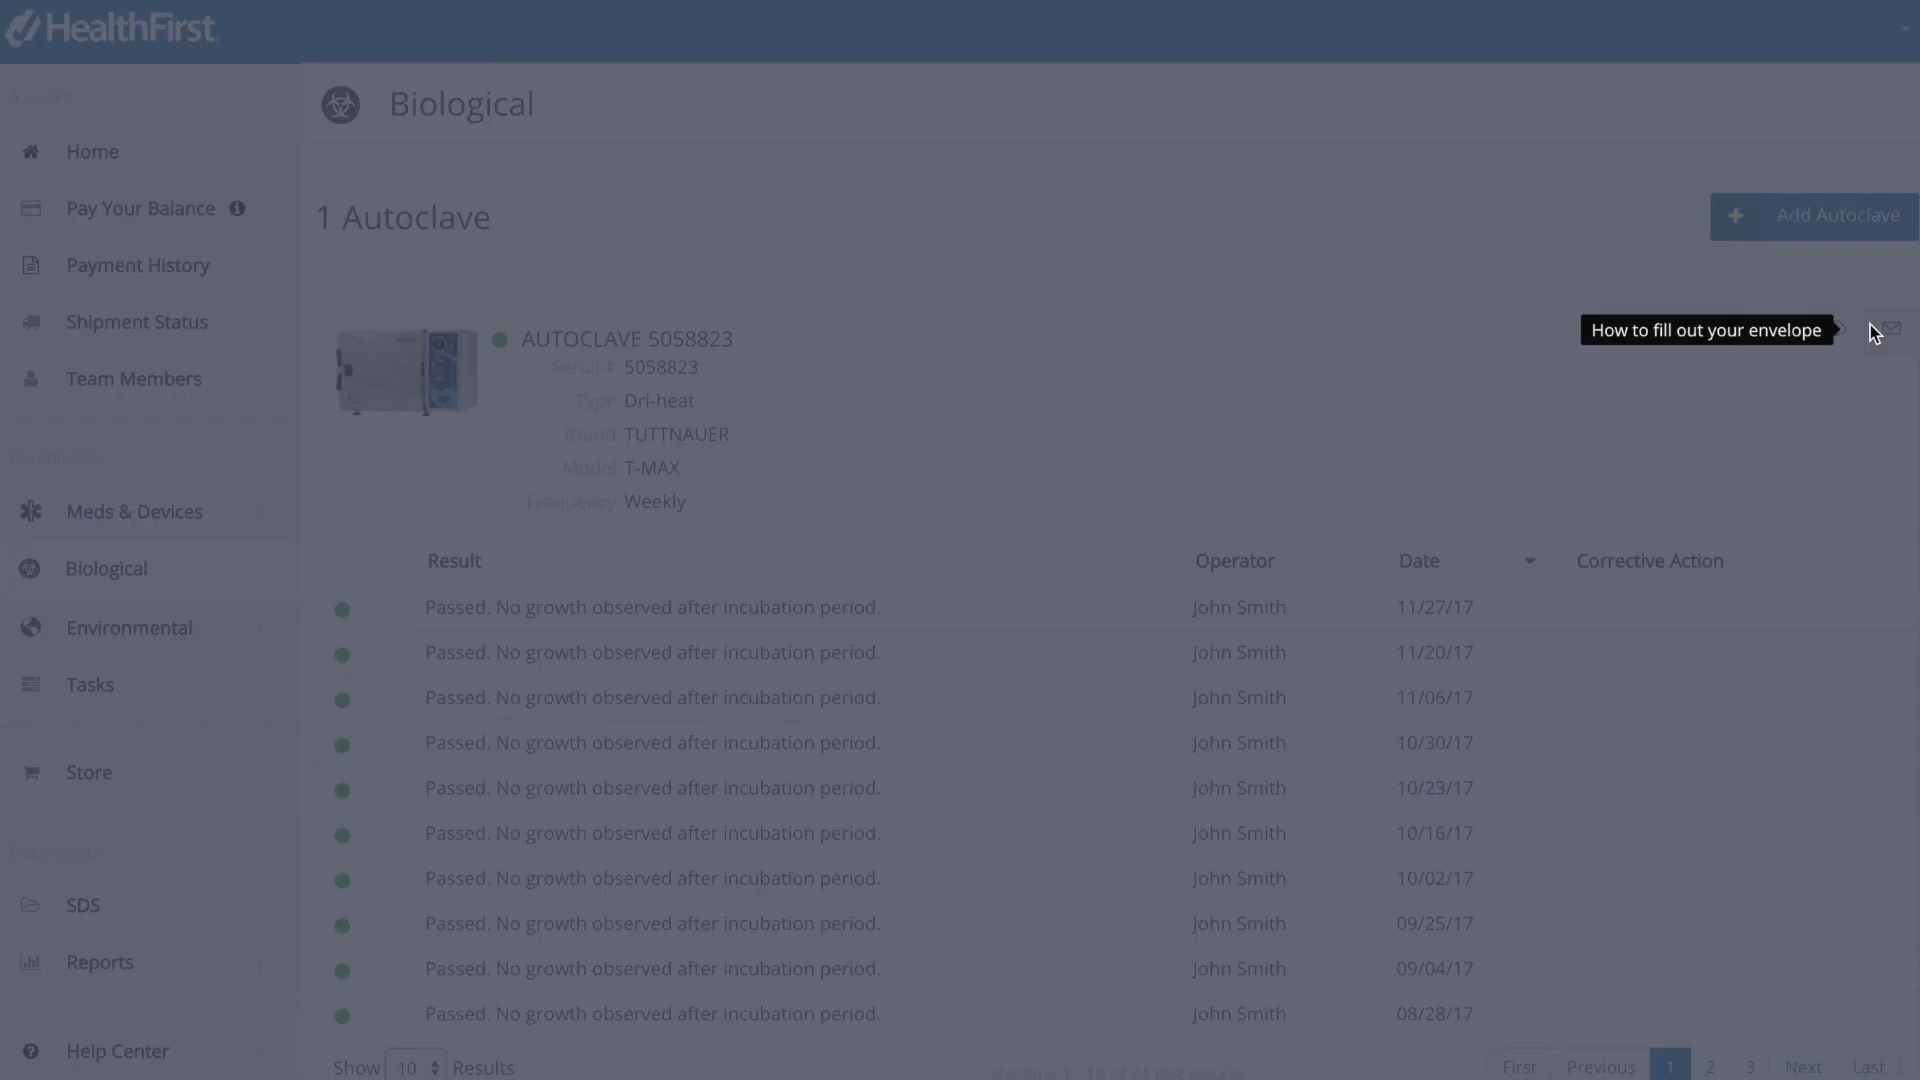 HealthFirst
Home
Pay Your Balance
Payment History
Shipment Status
Team Members
Meds & Devices
Biological
Environmental
Tasks
Store
SDS
Reports
Help Center
Biological
1 Autoclave
Add Autoclave
How to fill out your envelope
AUTOCLAVE 5058823
Serial # 5058823
Type Dri-heat
Brand TUTTNAUER
Model T-MAX
Frequency Weekly
Result Operator Date Corrective Action
Passed. No growth observed after incubation period. John Smith 11/27/17
Passed. No growth observed after incubation period. John Smith 11/20/17
Passed. No growth observed after incubation period. John Smith 11/06/17
Passed. No growth observed after incubation period. John Smith 10/30/17
Passed. No growth observed after incubation period. John Smith 10/23/17
Passed. No growth observed after incubation period. John Smith 10/16/17
Passed. No growth observed after incubation period. John Smith 10/02/17
Passed. No growth observed after incubation period. John Smith 09/25/17
Passed. No growth observed after incubation period. John Smith 09/04/17
Passed. No growth observed after incubation period. John Smith 08/28/17
Show 10 Results First Previous 1 2 3 Next Last